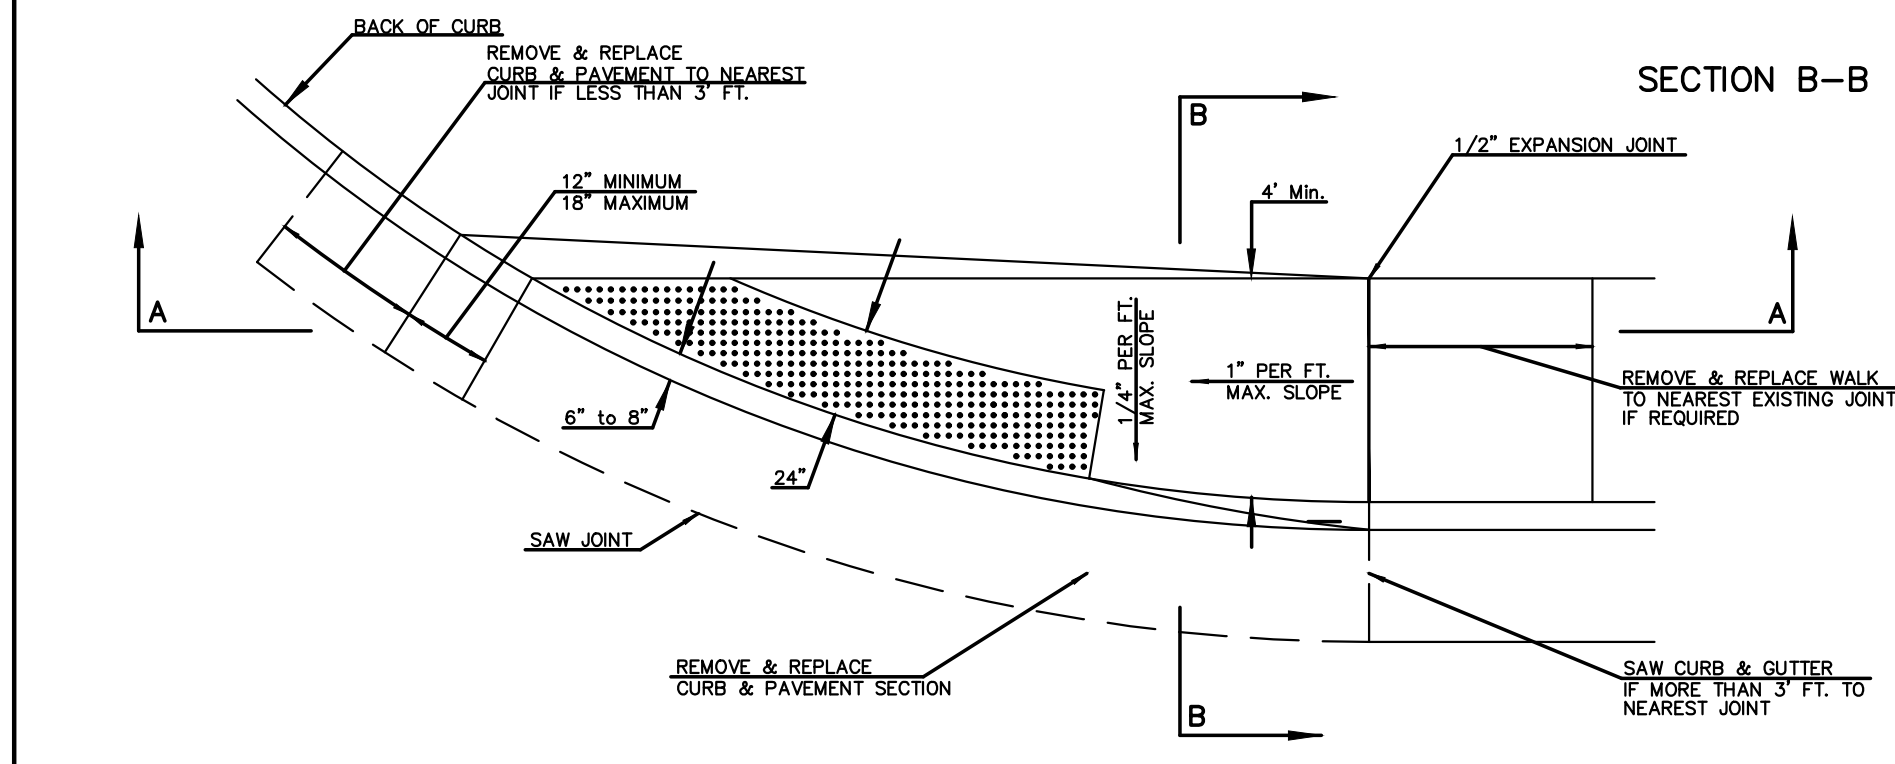 BACK OF CURB
REMOVE & REPLACE
CURB & PAVEMENT TO NEAREST
JOINT IF LESS THAN 3' FT.
SECTION B-B
B
1/2" EXPANSION JOINT
12" MINIMUM
18" MAXIMUM
4' Min.
A
A
1/4" PER FT.
MAX. SLOPE
1" PER FT.
MAX. SLOPE
REMOVE & REPLACE WALK
TO NEAREST EXISTING JOINT
IF REQUIRED
6" to 8"
24"
SAW JOINT
REMOVE & REPLACE
CURB & PAVEMENT SECTION
SAW CURB & GUTTER
IF MORE THAN 3' FT. TO
NEAREST JOINT
B